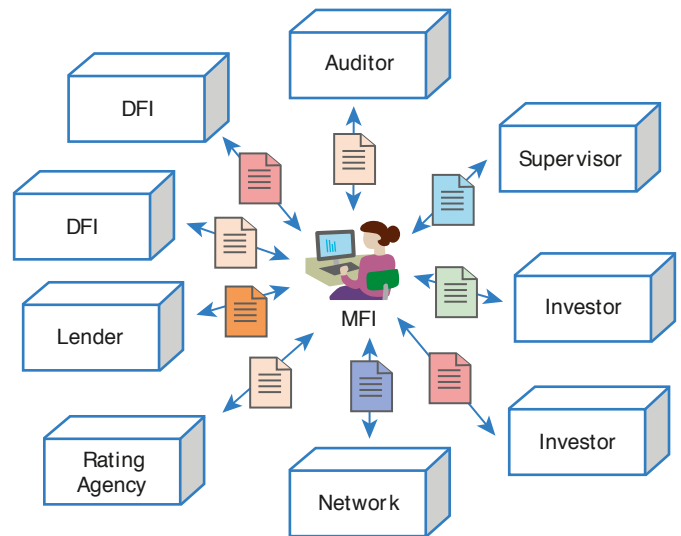 Auditor
DFI
Supervisor
DFI
Investor
Lender
MFI
Investor
Rating
Agency
Network